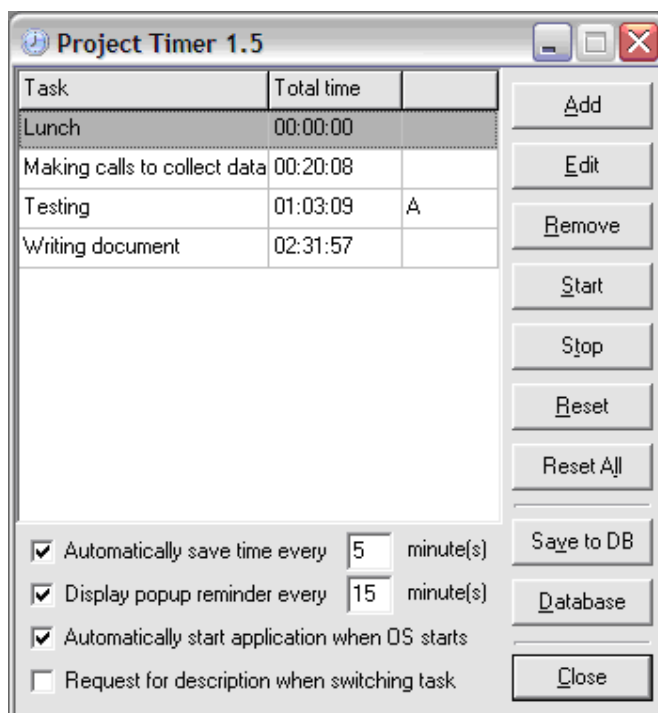 Project Timer 1.5
Task Total time
Lunch 00:00:00
Making calls to collect data 00:20:08
Testing 01:03:09 A
Writing document 02:31:57
Add
Edit
Remove
Start
Stop
Reset
Reset All
Save to DB
Database
Close
Automatically save time every 5 minute(s)
Display popup reminder every 15 minute(s)
Automatically start application when OS starts
Request for description when switching task